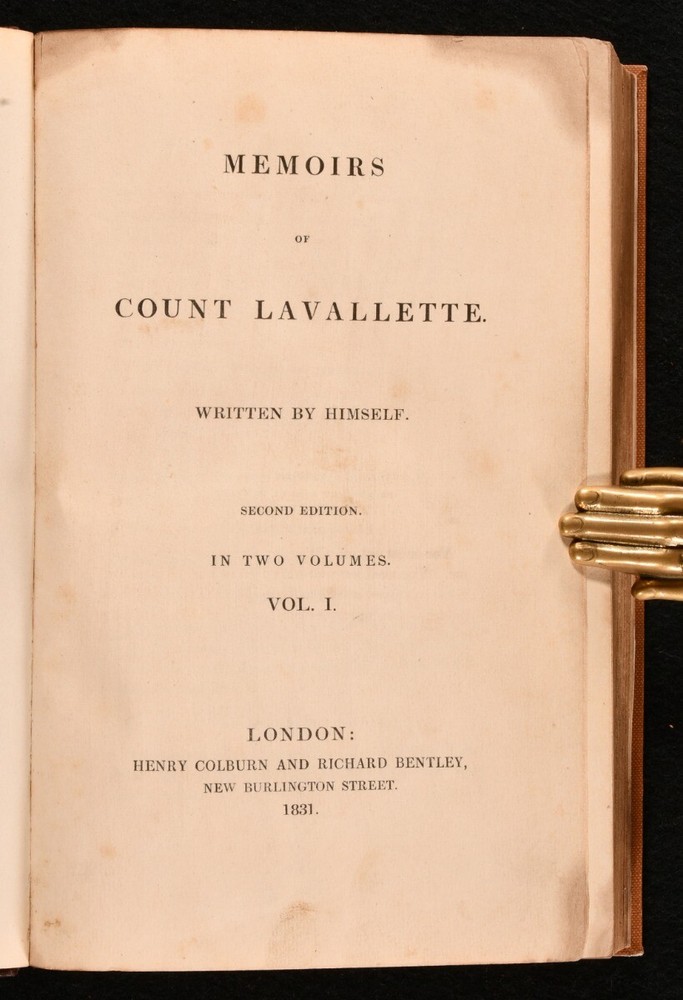 MEMOIRS
OF
COUNT LAVALLETTE.
WRITTEN BY HIMSELF.
SECOND EDITION.
IN TWO VOLUMES.
VOL. I.
LONDON:
HENRY COLBURN AND RICHARD BENTLEY,
NEW BURLINGTON STREET.
1831.